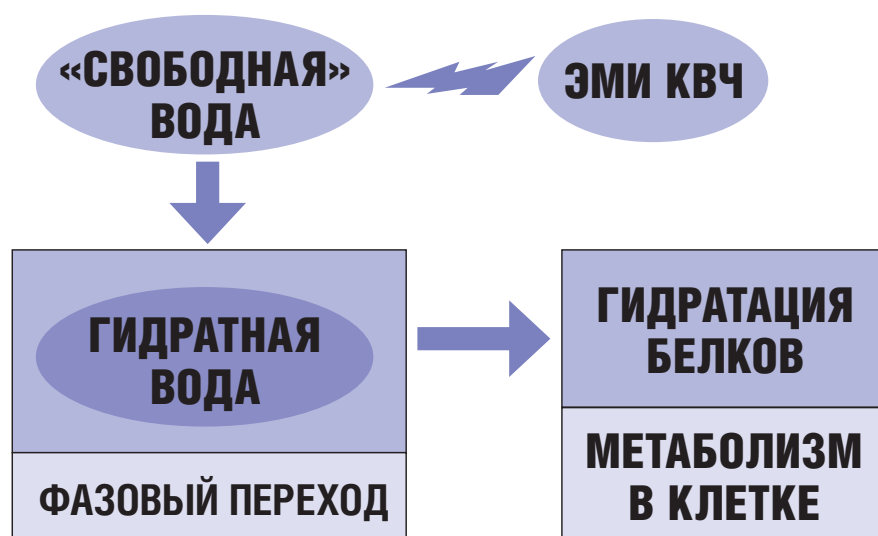 «СВОБОДНАЯ»
ВОДА
ЭМИ КВЧ
ГИДРАТНАЯ
ВОДА
ФАЗОВЫЙ ПЕРЕХОД
ГИДРАТАЦИЯ
БЕЛКОВ
МЕТАБОЛИЗМ
В КЛЕТКЕ